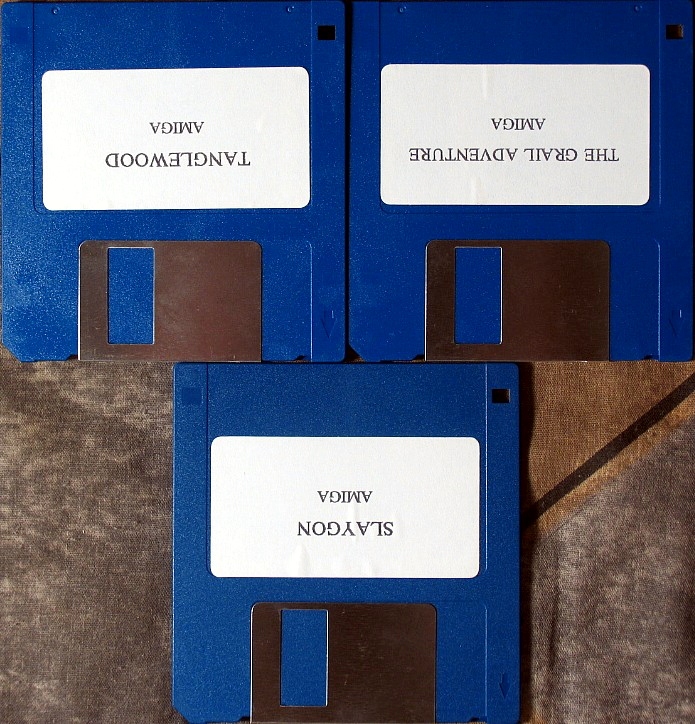 TANGLEWOOD
AMIGA
THE GRAIL ADVENTURE
AMIGA
SLAYGON
AMIGA